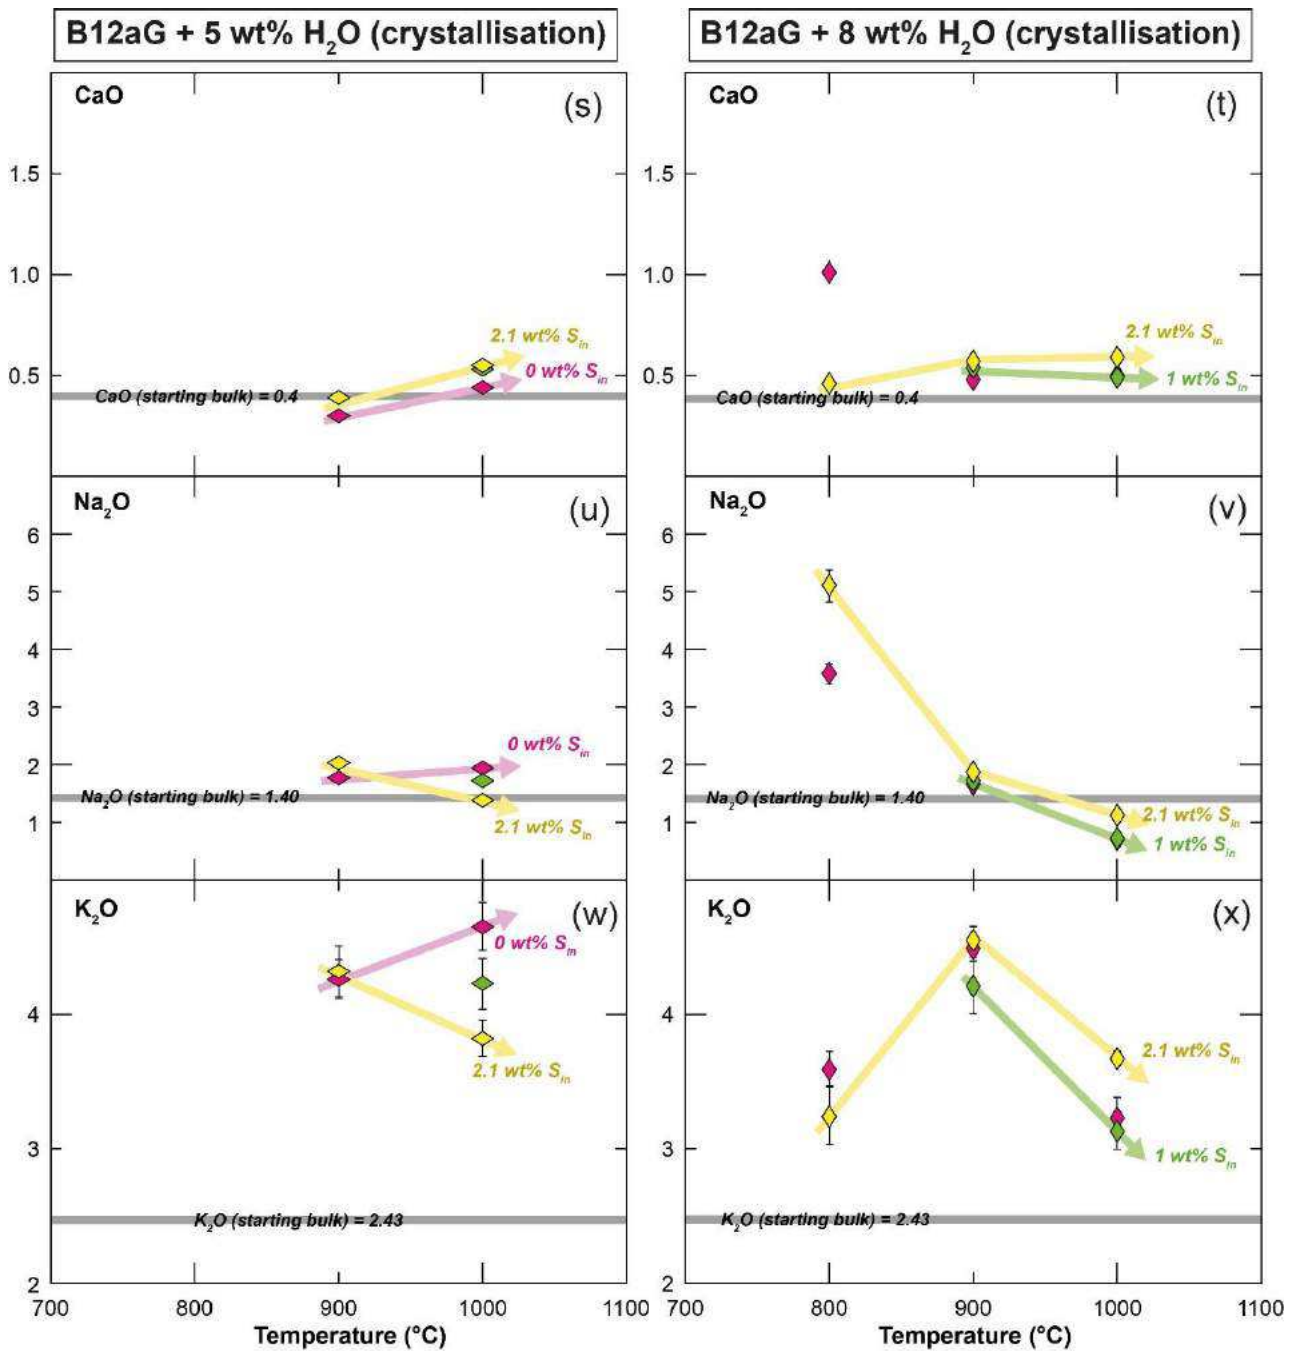 B12aG + 5 wt% H₂O (crystallisation)
B12aG + 8 wt% H₂O (crystallisation)
CaO
(s)
1.5
1.0
0.5
2.1 wt% Sᵢₙ
0 wt% Sᵢₙ
CaO (starting bulk) = 0.4
CaO
(t)
1.5
1.0
0.5
2.1 wt% Sᵢₙ
1 wt% Sᵢₙ
CaO (starting bulk) = 0.4
Na₂O
(u)
6
5
4
3
2
1
0 wt% Sᵢₙ
Na₂O (starting bulk) = 1.40
2.1 wt% Sᵢₙ
Na₂O
(v)
6
5
4
3
2
1
Na₂O (starting bulk) = 1.40
2.1 wt% Sᵢₙ
1 wt% Sᵢₙ
K₂O
(w)
4
3
2
0 wt% Sᵢₙ
2.1 wt% Sᵢₙ
K₂O (starting bulk) = 2.43
700 800 900 1000 1100
Temperature (°C)
K₂O
(x)
4
3
2
2.1 wt% Sᵢₙ
1 wt% Sᵢₙ
K₂O (starting bulk) = 2.43
700 800 900 1000 1100
Temperature (°C)